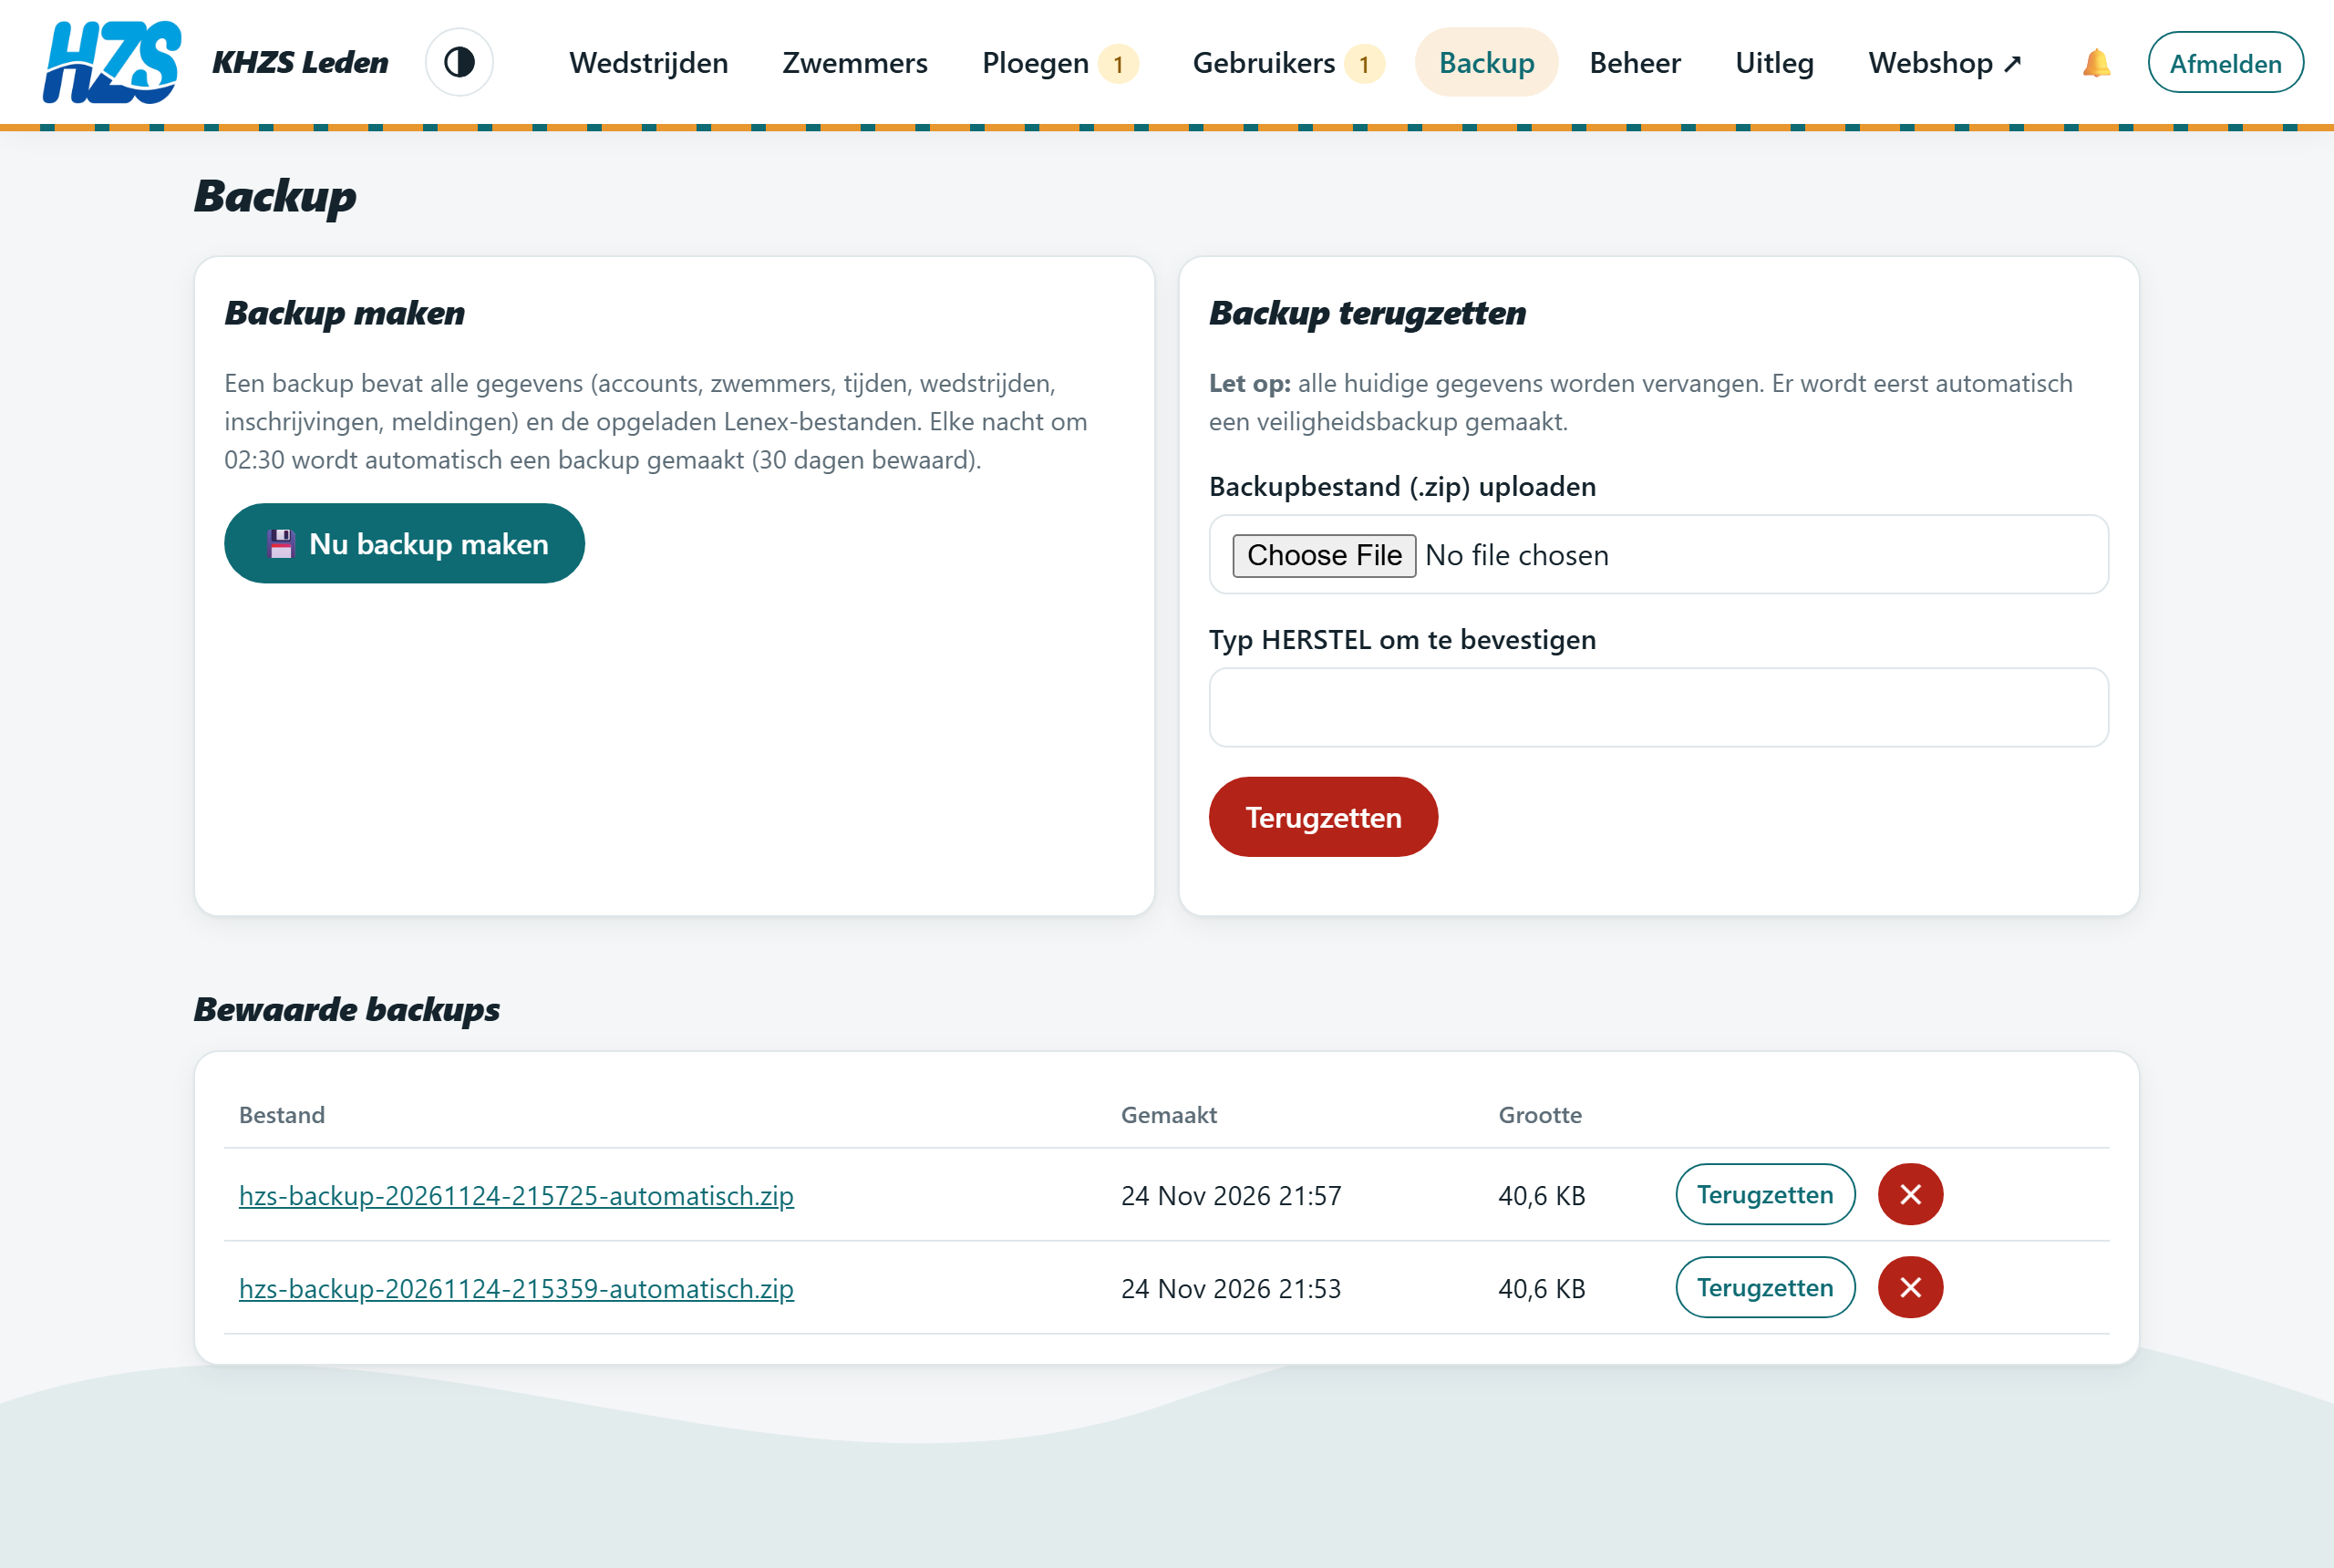 HZS
KHZS Leden
Wedstrijden
Zwemmers
Ploegen 1
Gebruikers 1
Backup
Beheer
Uitleg
Webshop ↗
Afmelden
Backup
Backup maken
Een backup bevat alle gegevens (accounts, zwemmers, tijden, wedstrijden,
inschrijvingen, meldingen) en de opgeladen Lenex-bestanden. Elke nacht om
02:30 wordt automatisch een backup gemaakt (30 dagen bewaard).
Nu backup maken
Backup terugzetten
Let op: alle huidige gegevens worden vervangen. Er wordt eerst automatisch
een veiligheidsbackup gemaakt.
Backupbestand (.zip) uploaden
Choose File No file chosen
Typ HERSTEL om te bevestigen
Terugzetten
Bewaarde backups
Bestand Gemaakt Grootte
hzs-backup-20261124-215725-automatisch.zip 24 Nov 2026 21:57 40,6 KB Terugzetten ✕
hzs-backup-20261124-215359-automatisch.zip 24 Nov 2026 21:53 40,6 KB Terugzetten ✕